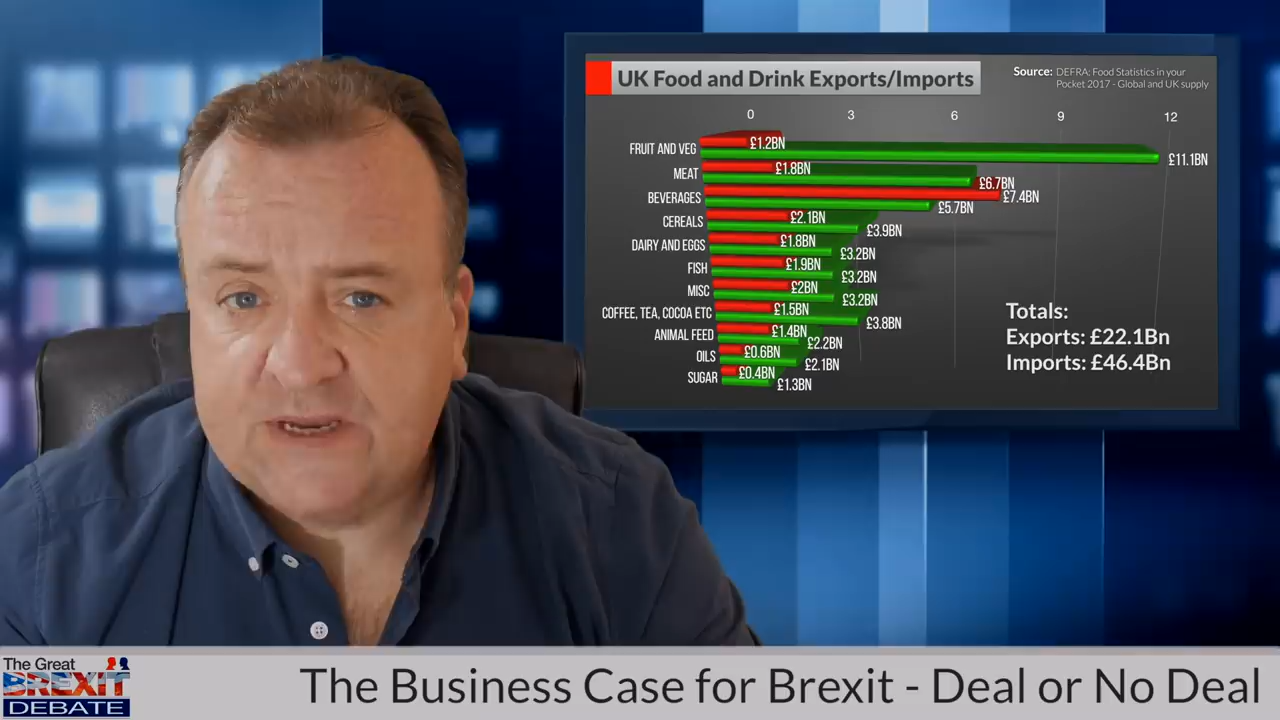 UK Food and Drink Exports/Imports
Source: DEFRA: Food Statistics in your
Pocket 2017 - Global and UK supply
0 3 6 9 12
FRUIT AND VEG £1.2BN
£11.1BN
MEAT £1.8BN
£6.7BN
BEVERAGES £7.4BN
£5.7BN
CEREALS £2.1BN
£3.9BN
DAIRY AND EGGS £1.8BN
£3.2BN
FISH £1.9BN
£3.2BN
MISC £2BN
£3.2BN
COFFEE, TEA, COCOA ETC £1.5BN
£3.8BN
ANIMAL FEED £1.4BN
£2.2BN
OILS £0.6BN
£2.1BN
SUGAR £0.4BN
£1.3BN
Totals:
Exports: £22.1Bn
Imports: £46.4Bn
The Great
BREXIT
DEBATE
The Business Case for Brexit - Deal or No Deal